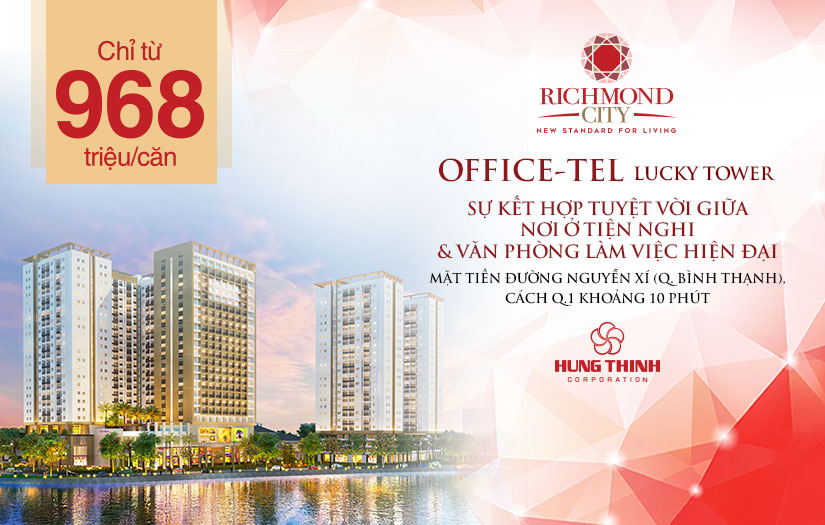 Chỉ từ
968
triệu/căn
RICHMOND
CITY
NEW STANDARD FOR LIVING
OFFICE-TEL LUCKY TOWER
SỰ KẾT HỢP TUYỆT VỜI GIỮA
NƠI Ở TIỆN NGHI
& VĂN PHÒNG LÀM VIỆC HIỆN ĐẠI
MẶT TIỀN ĐƯỜNG NGUYỄN XÍ (Q. BÌNH THẠNH),
CÁCH Q.1 KHOẢNG 10 PHÚT
HUNG THINH
CORPORATION